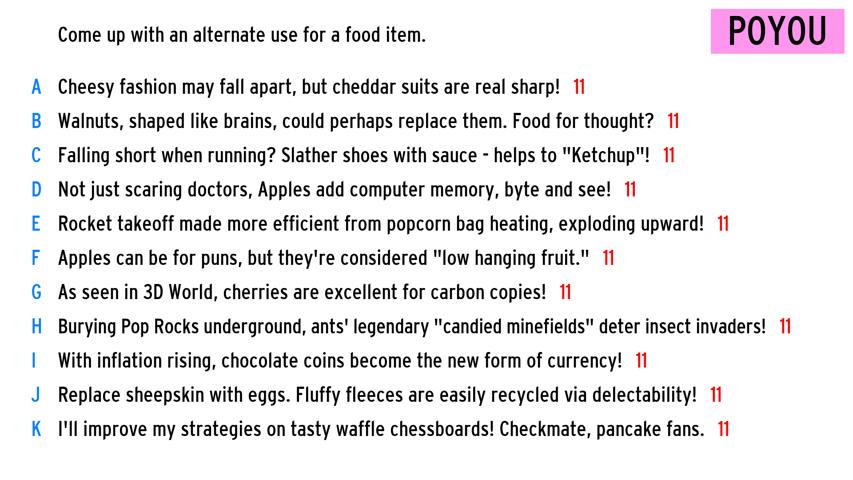 Come up with an alternate use for a food item.
POYOU
A Cheesy fashion may fall apart, but cheddar suits are real sharp! 11
B Walnuts, shaped like brains, could perhaps replace them. Food for thought? 11
C Falling short when running? Slather shoes with sauce - helps to "Ketchup"! 11
D Not just scaring doctors, Apples add computer memory, byte and see! 11
E Rocket takeoff made more efficient from popcorn bag heating, exploding upward! 11
F Apples can be for puns, but they're considered "low hanging fruit." 11
G As seen in 3D World, cherries are excellent for carbon copies! 11
H Burying Pop Rocks underground, ants' legendary "candied minefields" deter insect invaders! 11
I With inflation rising, chocolate coins become the new form of currency! 11
J Replace sheepskin with eggs. Fluffy fleeces are easily recycled via delectability! 11
K I'll improve my strategies on tasty waffle chessboards! Checkmate, pancake fans. 11